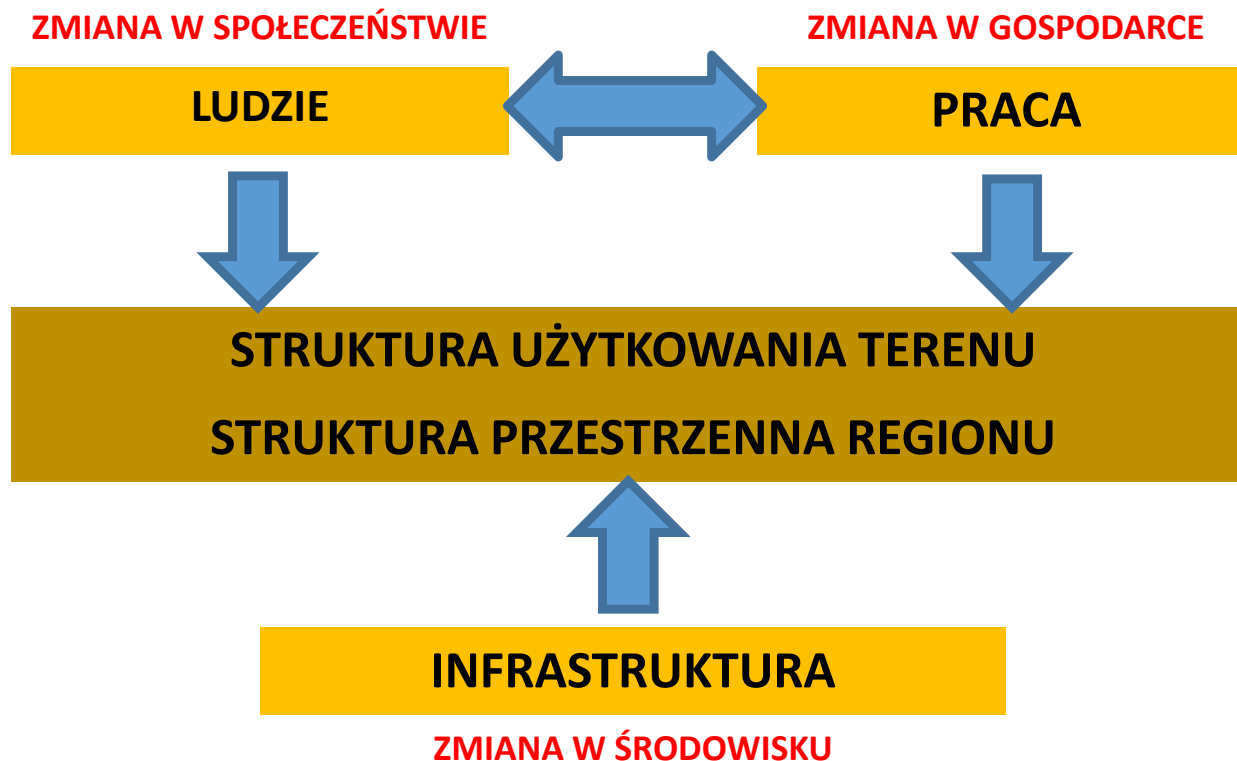 ZMIANA W SPOŁECZEŃSTWIE
ZMIANA W GOSPODARCE
LUDZIE
PRACA
STRUKTURA UŻYTKOWANIA TERENU
STRUKTURA PRZESTRZENNA REGIONU
INFRASTRUKTURA
ZMIANA W ŚRODOWISKU